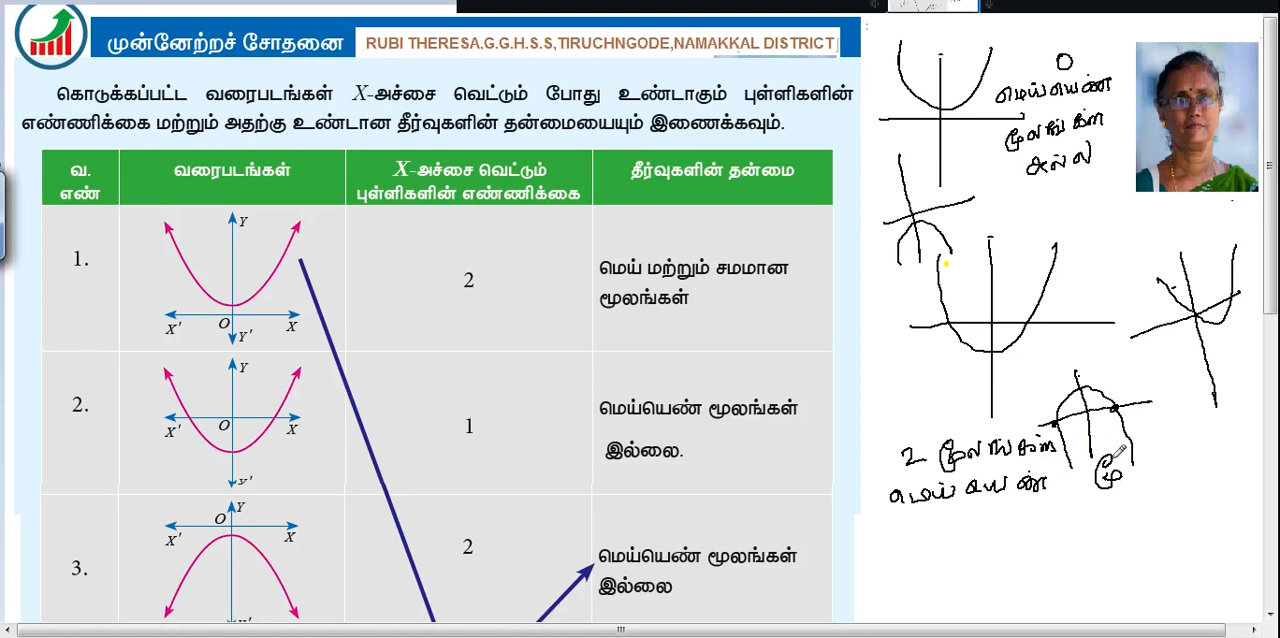 முன்னேற்றச் சோதனை
RUBI THERESA,G.G.H.S.S,TIRUCHNGODE,NAMAKKAL DISTRICT
கொடுக்கப்பட்ட வரைபடங்கள் X-அச்சை வெட்டும் போது உண்டாகும் புள்ளிகளின்
எண்ணிக்கை மற்றும் அதற்கு உண்டான தீர்வுகளின் தன்மையையும் இணைக்கவும்.
வ. எண்
வரைபடங்கள்
X-அச்சை வெட்டும்
புள்ளிகளின் எண்ணிக்கை
தீர்வுகளின் தன்மை
1.
Y
X'
O
Y'
X
2
மெய் மற்றும் சமமான
மூலங்கள்
2.
Y
X'
O
X
Y'
1
மெய்யெண் மூலங்கள்
இல்லை.
3.
O
Y
X'
X
2
மெய்யெண் மூலங்கள்
இல்லை
0
மெய்யெண்
மூலங்கள
அல்ல
2 மூலங்கள்
மெய்யெண்
மூ